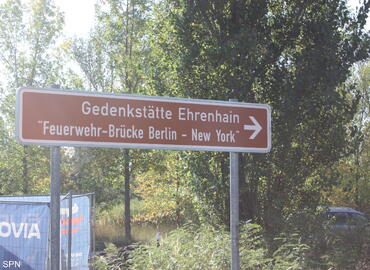 Gedenkstätte Ehrenhain
"Feuerwehr-Brücke Berlin - New York"
OVIA
SPN